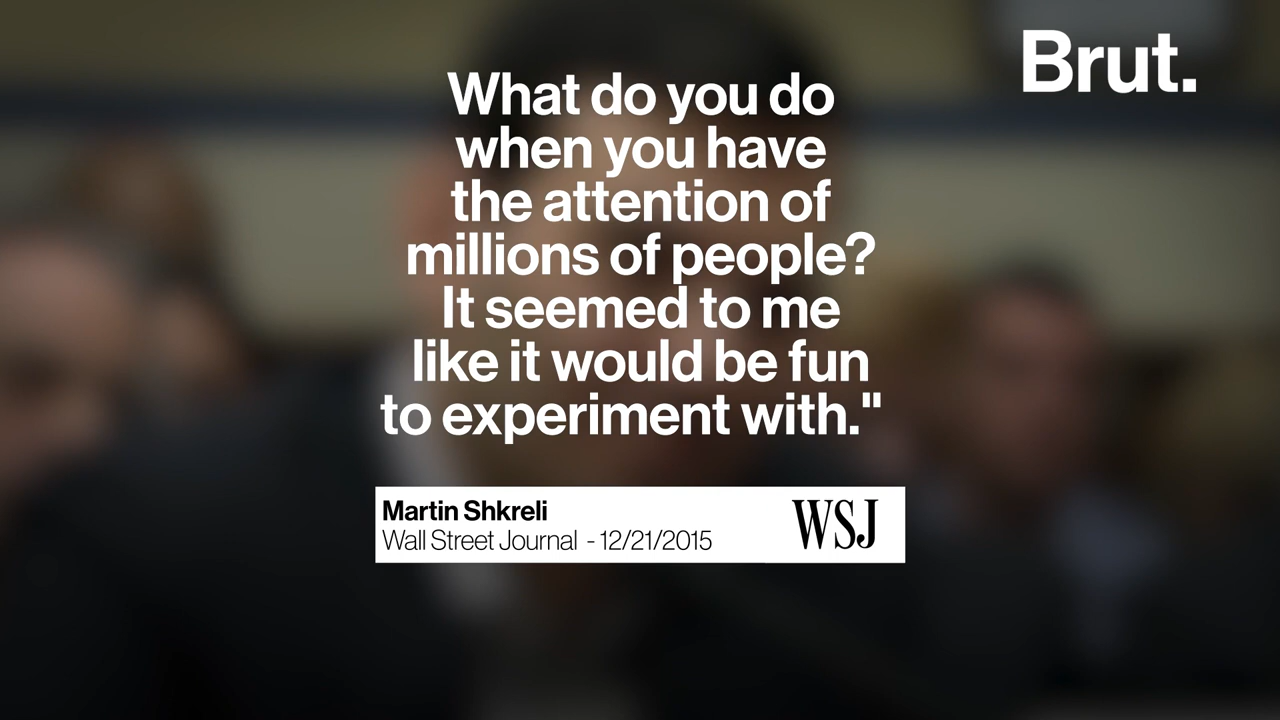 Brut.
What do you do
when you have
the attention of
millions of people?
It seemed to me
like it would be fun
to experiment with."
Martin Shkreli
Wall Street Journal - 12/21/2015
WSJ